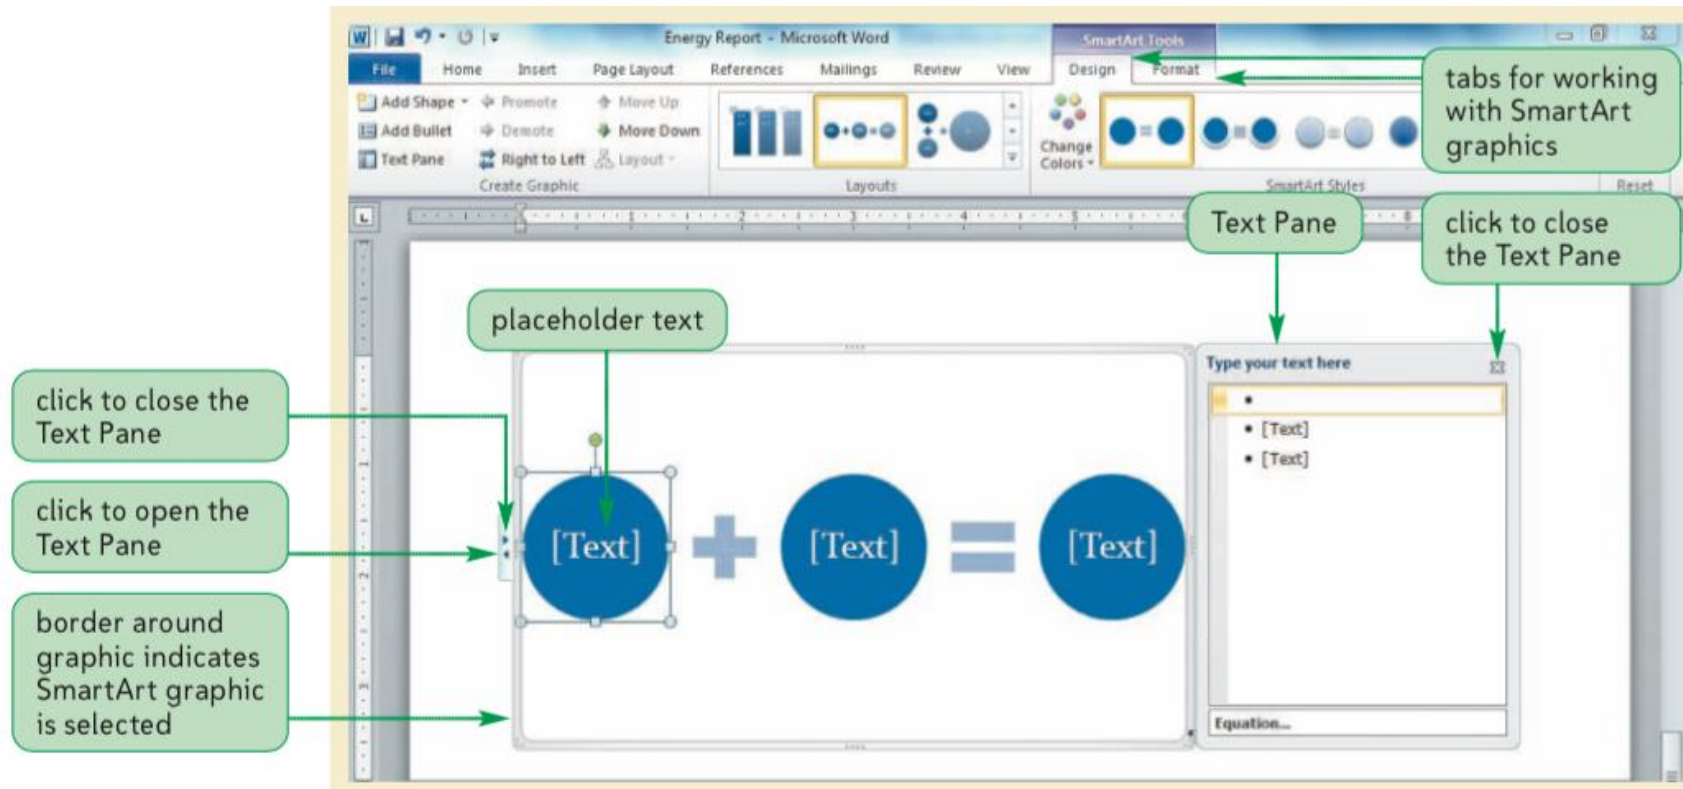 Energy Report - Microsoft Word
SmartArt Tools
File Home Insert Page Layout References Mailings Review View Design Format
Add Shape Promote Move Up
Add Bullet Demote Move Down
Text Pane Right to Left Layout
Create Graphic
Layouts
Change
Colors
SmartArt Styles
Reset
tabs for working
with SmartArt
graphics
Text Pane
click to close
the Text Pane
placeholder text
click to close the
Text Pane
click to open the
Text Pane
border around
graphic indicates
SmartArt graphic
is selected
[Text] + [Text] = [Text]
Type your text here
•
• [Text]
• [Text]
Equation...